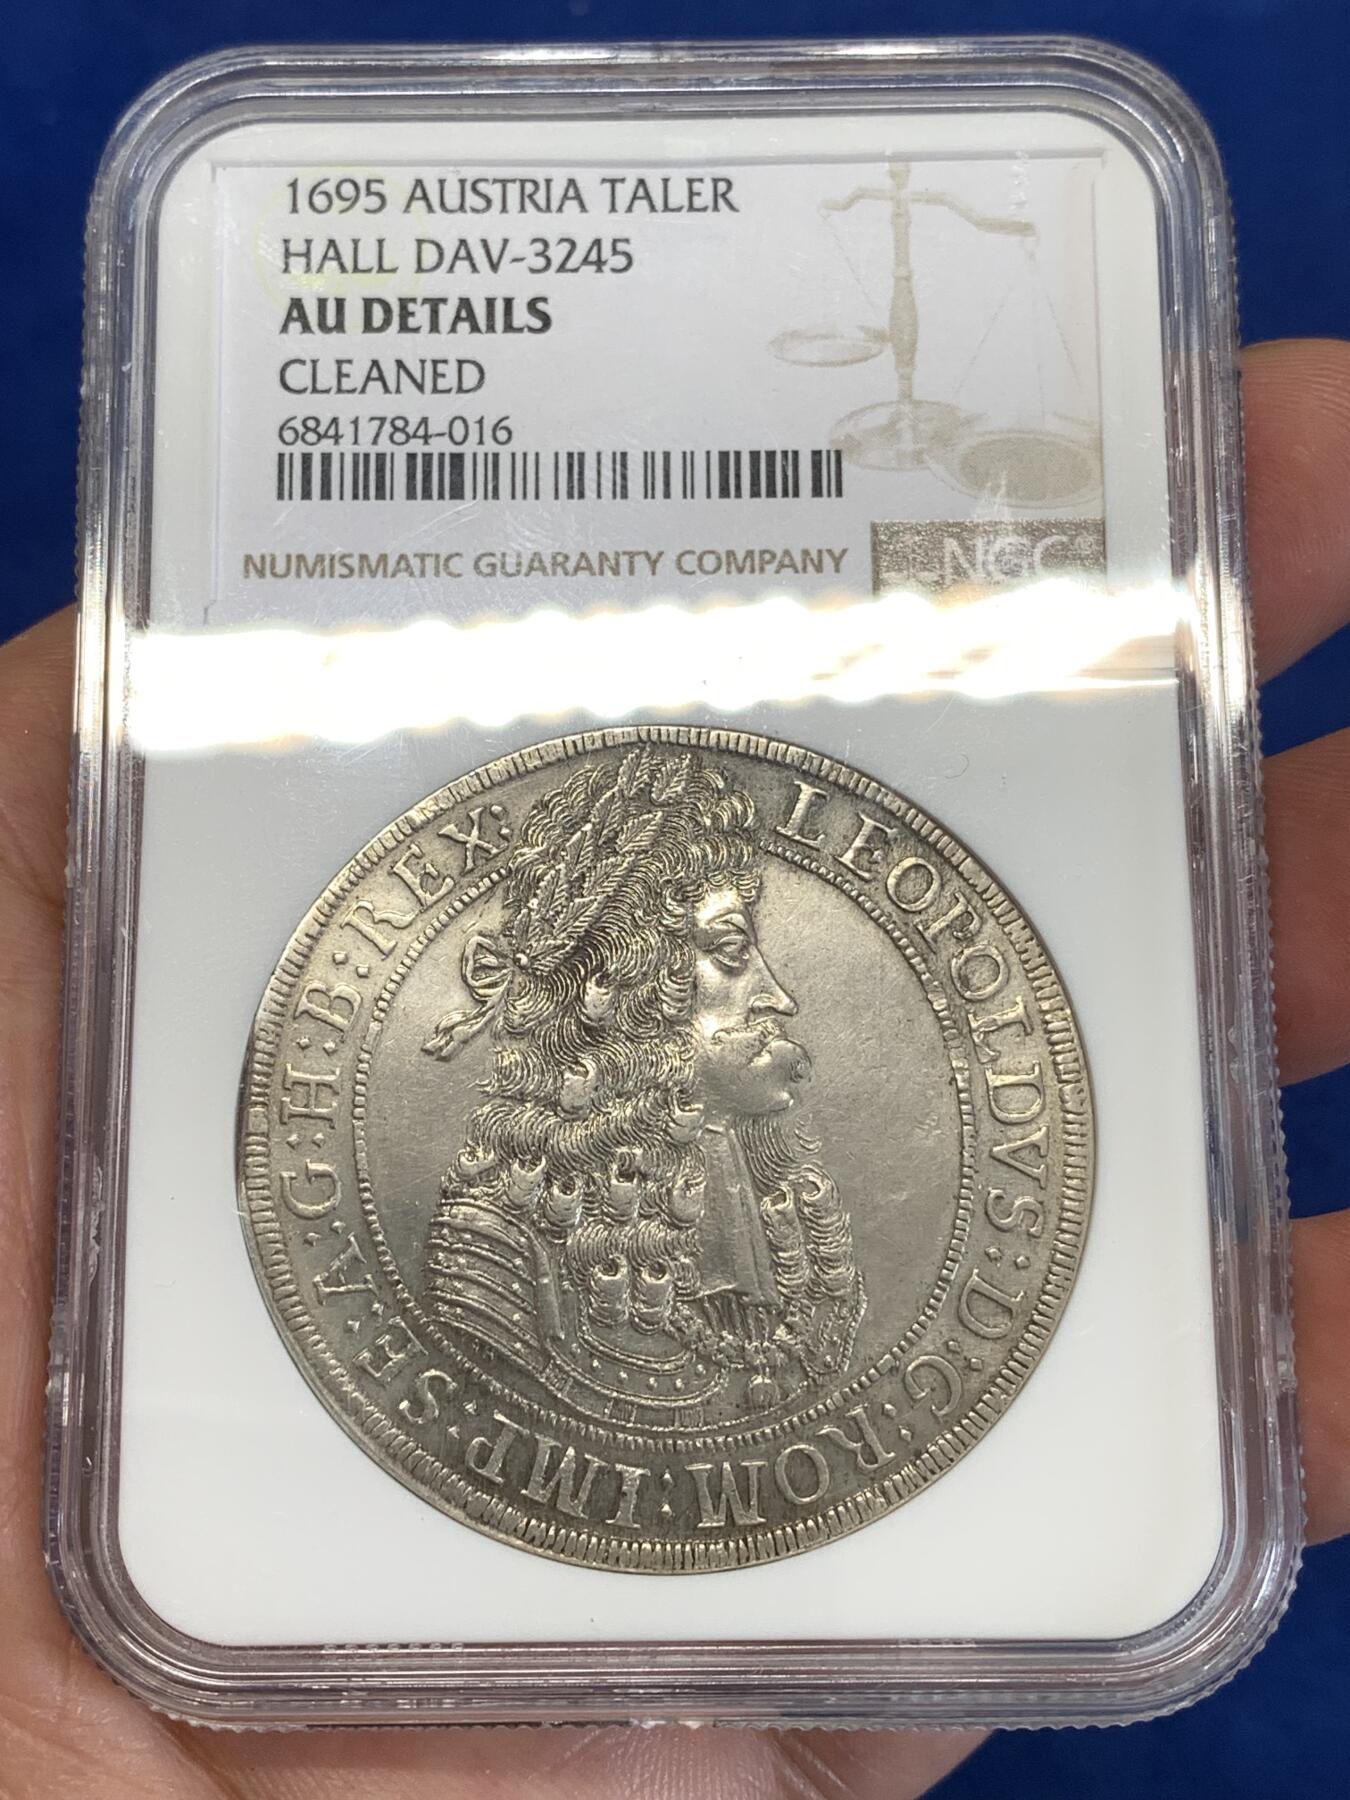 1695 AUSTRIA TALER
HALL DAV-3245
AU DETAILS
CLEANED
6841784-016
NUMISMATIC GUARANTY COMPANY
NGC
LEOPOLDVS:D:G:ROM:IMP:SE:A:G:H:B:REX: